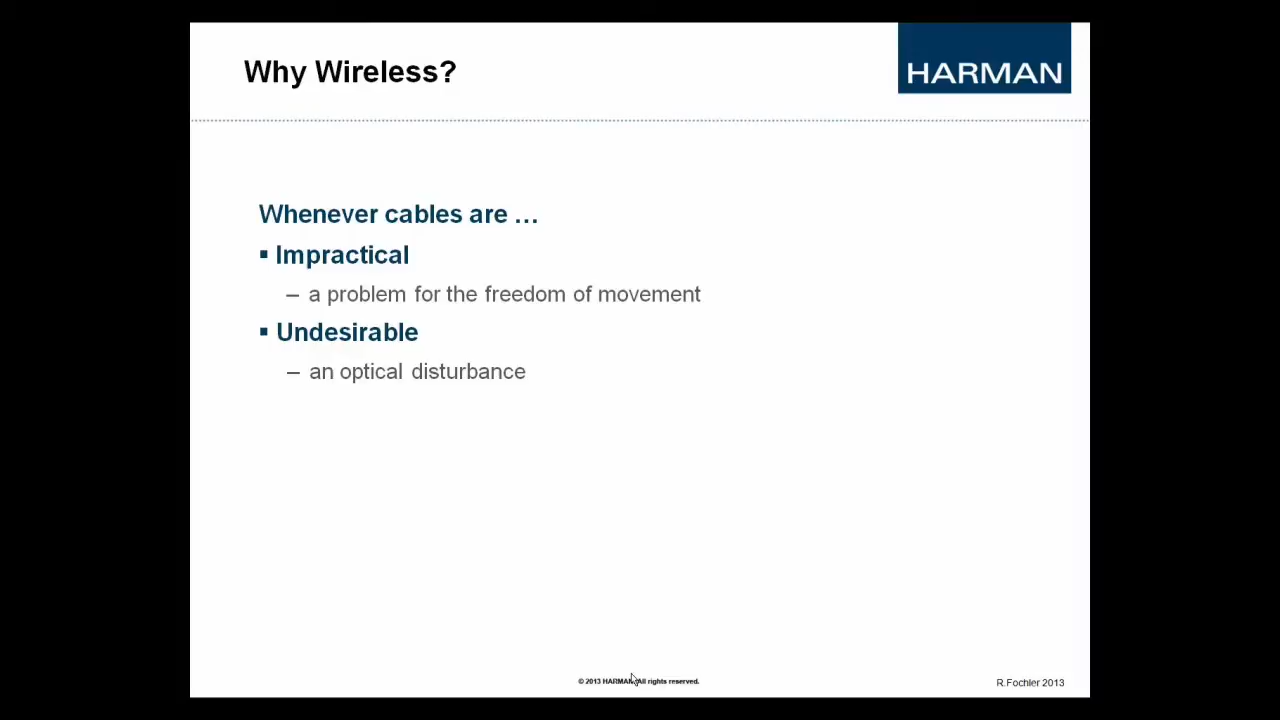 Why Wireless?
HARMAN
Whenever cables are …
▪ Impractical
– a problem for the freedom of movement
▪ Undesirable
– an optical disturbance
© 2013 HARMAN All rights reserved.
R.Fochler 2013